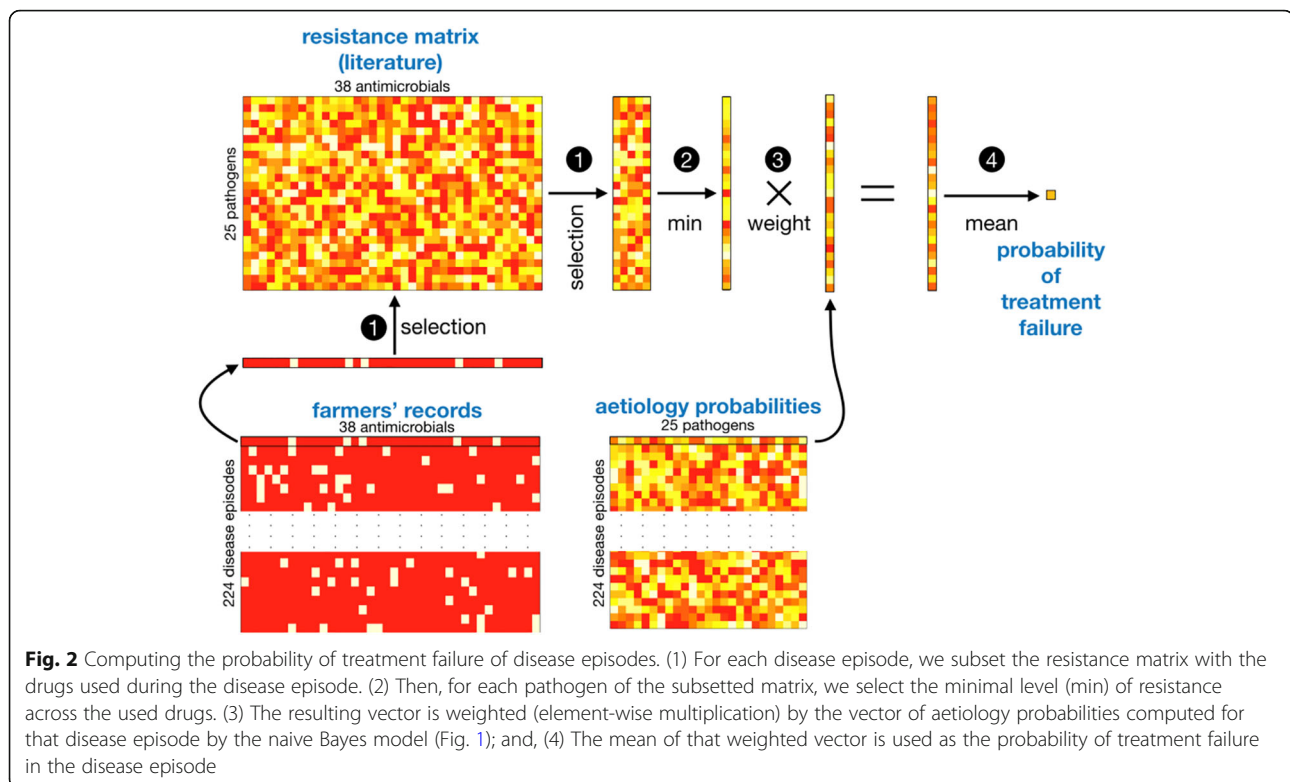 resistance matrix
(literature)
38 antimicrobials
25 pathogens
1
selection
2
min
3
×
weight
=
4
mean
probability
of
treatment
failure
1 selection
farmers' records
38 antimicrobials
224 disease episodes
aetiology probabilities
25 pathogens
224 disease episodes
Fig. 2 Computing the probability of treatment failure of disease episodes. (1) For each disease episode, we subset the resistance matrix with the
drugs used during the disease episode. (2) Then, for each pathogen of the subsetted matrix, we select the minimal level (min) of resistance
across the used drugs. (3) The resulting vector is weighted (element-wise multiplication) by the vector of aetiology probabilities computed for
that disease episode by the naive Bayes model (Fig. 1); and, (4) The mean of that weighted vector is used as the probability of treatment failure
in the disease episode